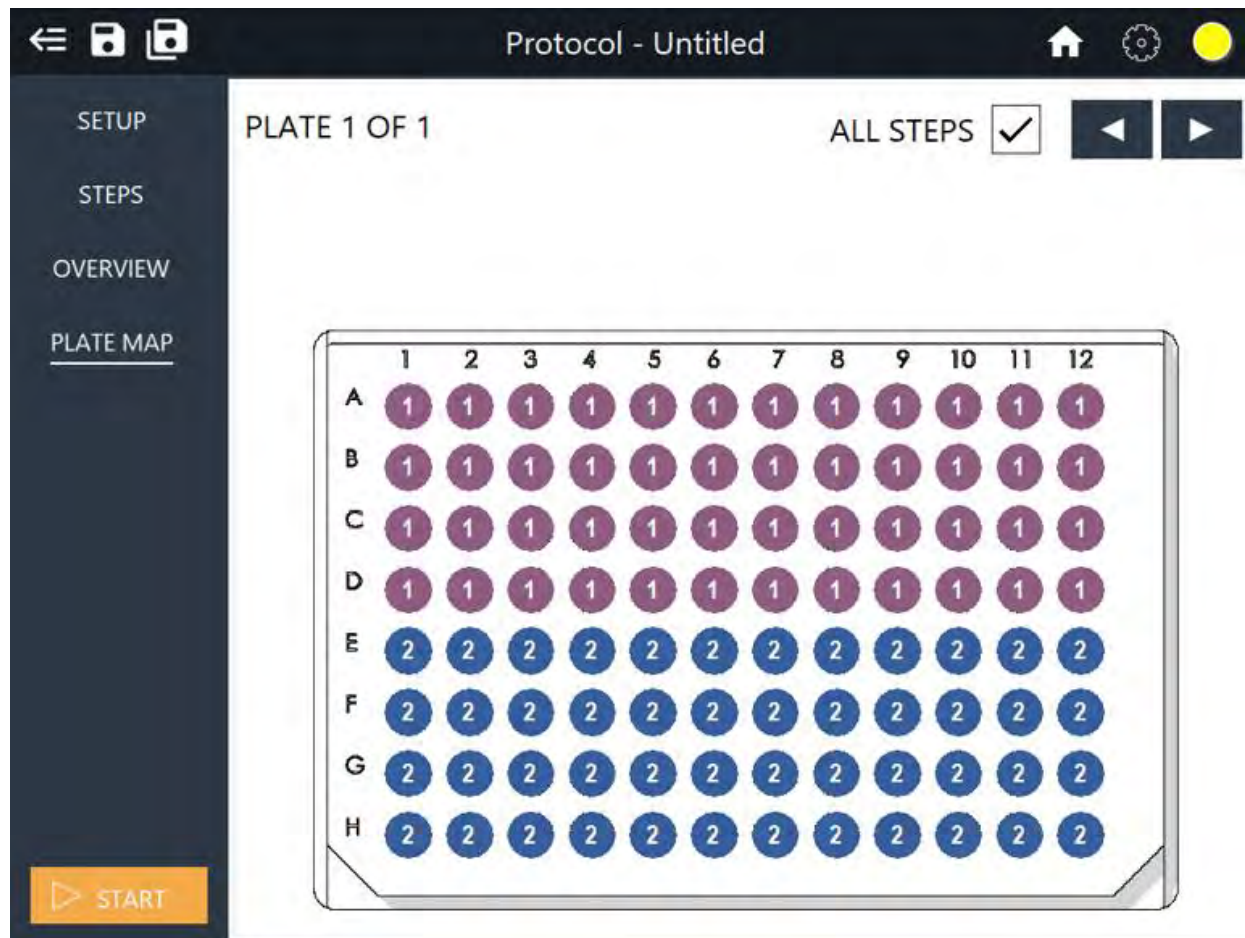 Protocol - Untitled
SETUP
STEPS
OVERVIEW
PLATE MAP
START
PLATE 1 OF 1
ALL STEPS
1 2 3 4 5 6 7 8 9 10 11 12
A 1 1 1 1 1 1 1 1 1 1 1 1
B 1 1 1 1 1 1 1 1 1 1 1 1
C 1 1 1 1 1 1 1 1 1 1 1 1
D 1 1 1 1 1 1 1 1 1 1 1 1
E 2 2 2 2 2 2 2 2 2 2 2 2
F 2 2 2 2 2 2 2 2 2 2 2 2
G 2 2 2 2 2 2 2 2 2 2 2 2
H 2 2 2 2 2 2 2 2 2 2 2 2